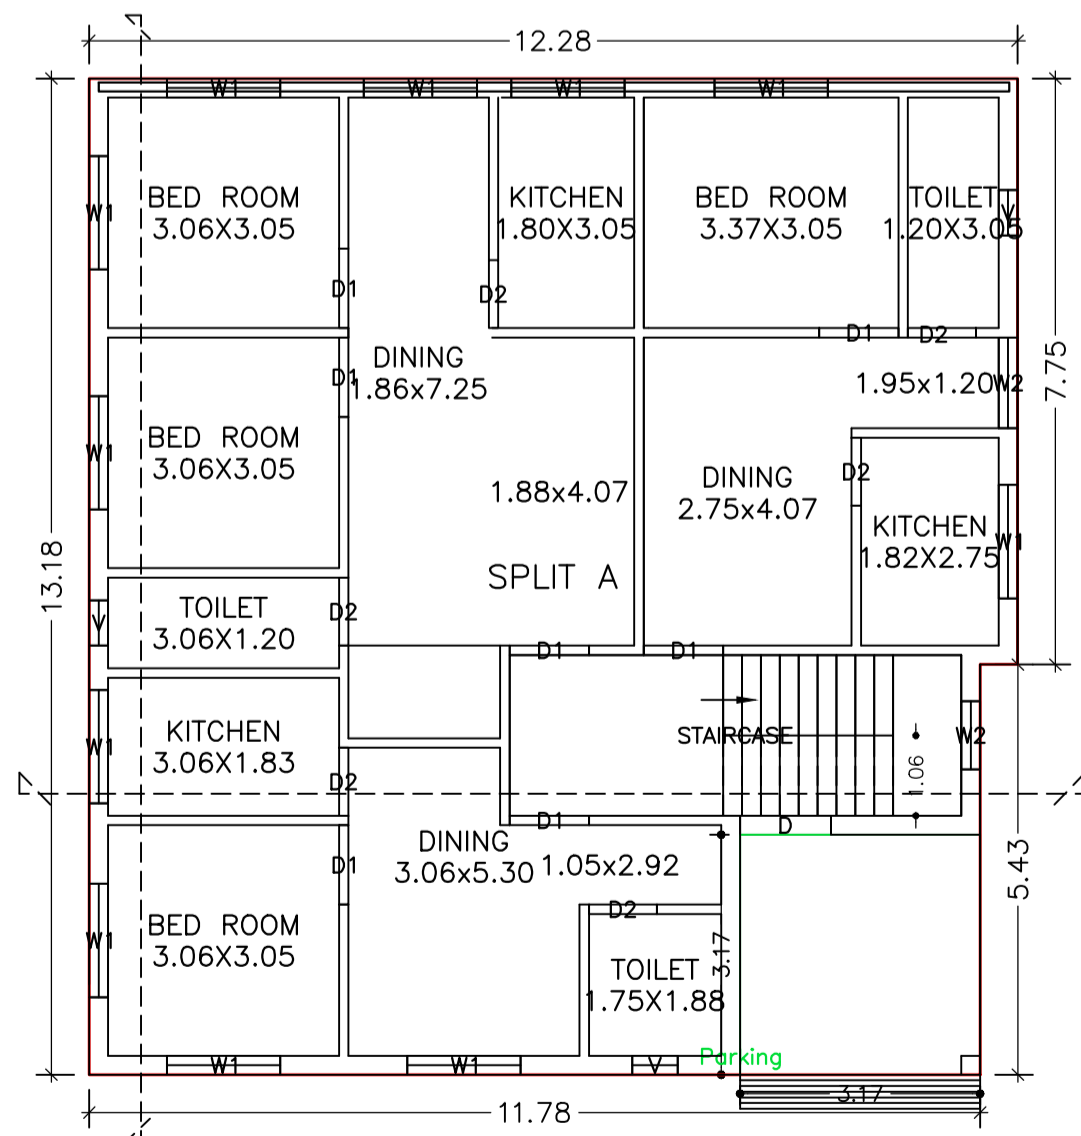 1
12.28
W1
W1
W1
W1
BED ROOM
3.06X3.05
KITCHEN
1.80X3.05
BED ROOM
3.37X3.05
TOILET
1.20X3.05
W1
V
D1
D2
D1
D2
DINING
1.86x7.25
D1
1.95x1.20
W2
7.75
BED ROOM
3.06X3.05
W1
1.88x4.07
DINING
2.75x4.07
D2
KITCHEN
1.82X2.75
W1
13.18
SPLIT A
TOILET
3.06X1.20
V
D2
D1
D1
KITCHEN
3.06X1.83
W1
STAIRCASE
W2
1.06
D2
D1
D
DINING
3.06x5.30
1.05x2.92
D1
5.43
BED ROOM
3.06X3.05
W1
D2
3.17
TOILET
1.75X1.88
W1
W1
V
Parking
3.17
11.78